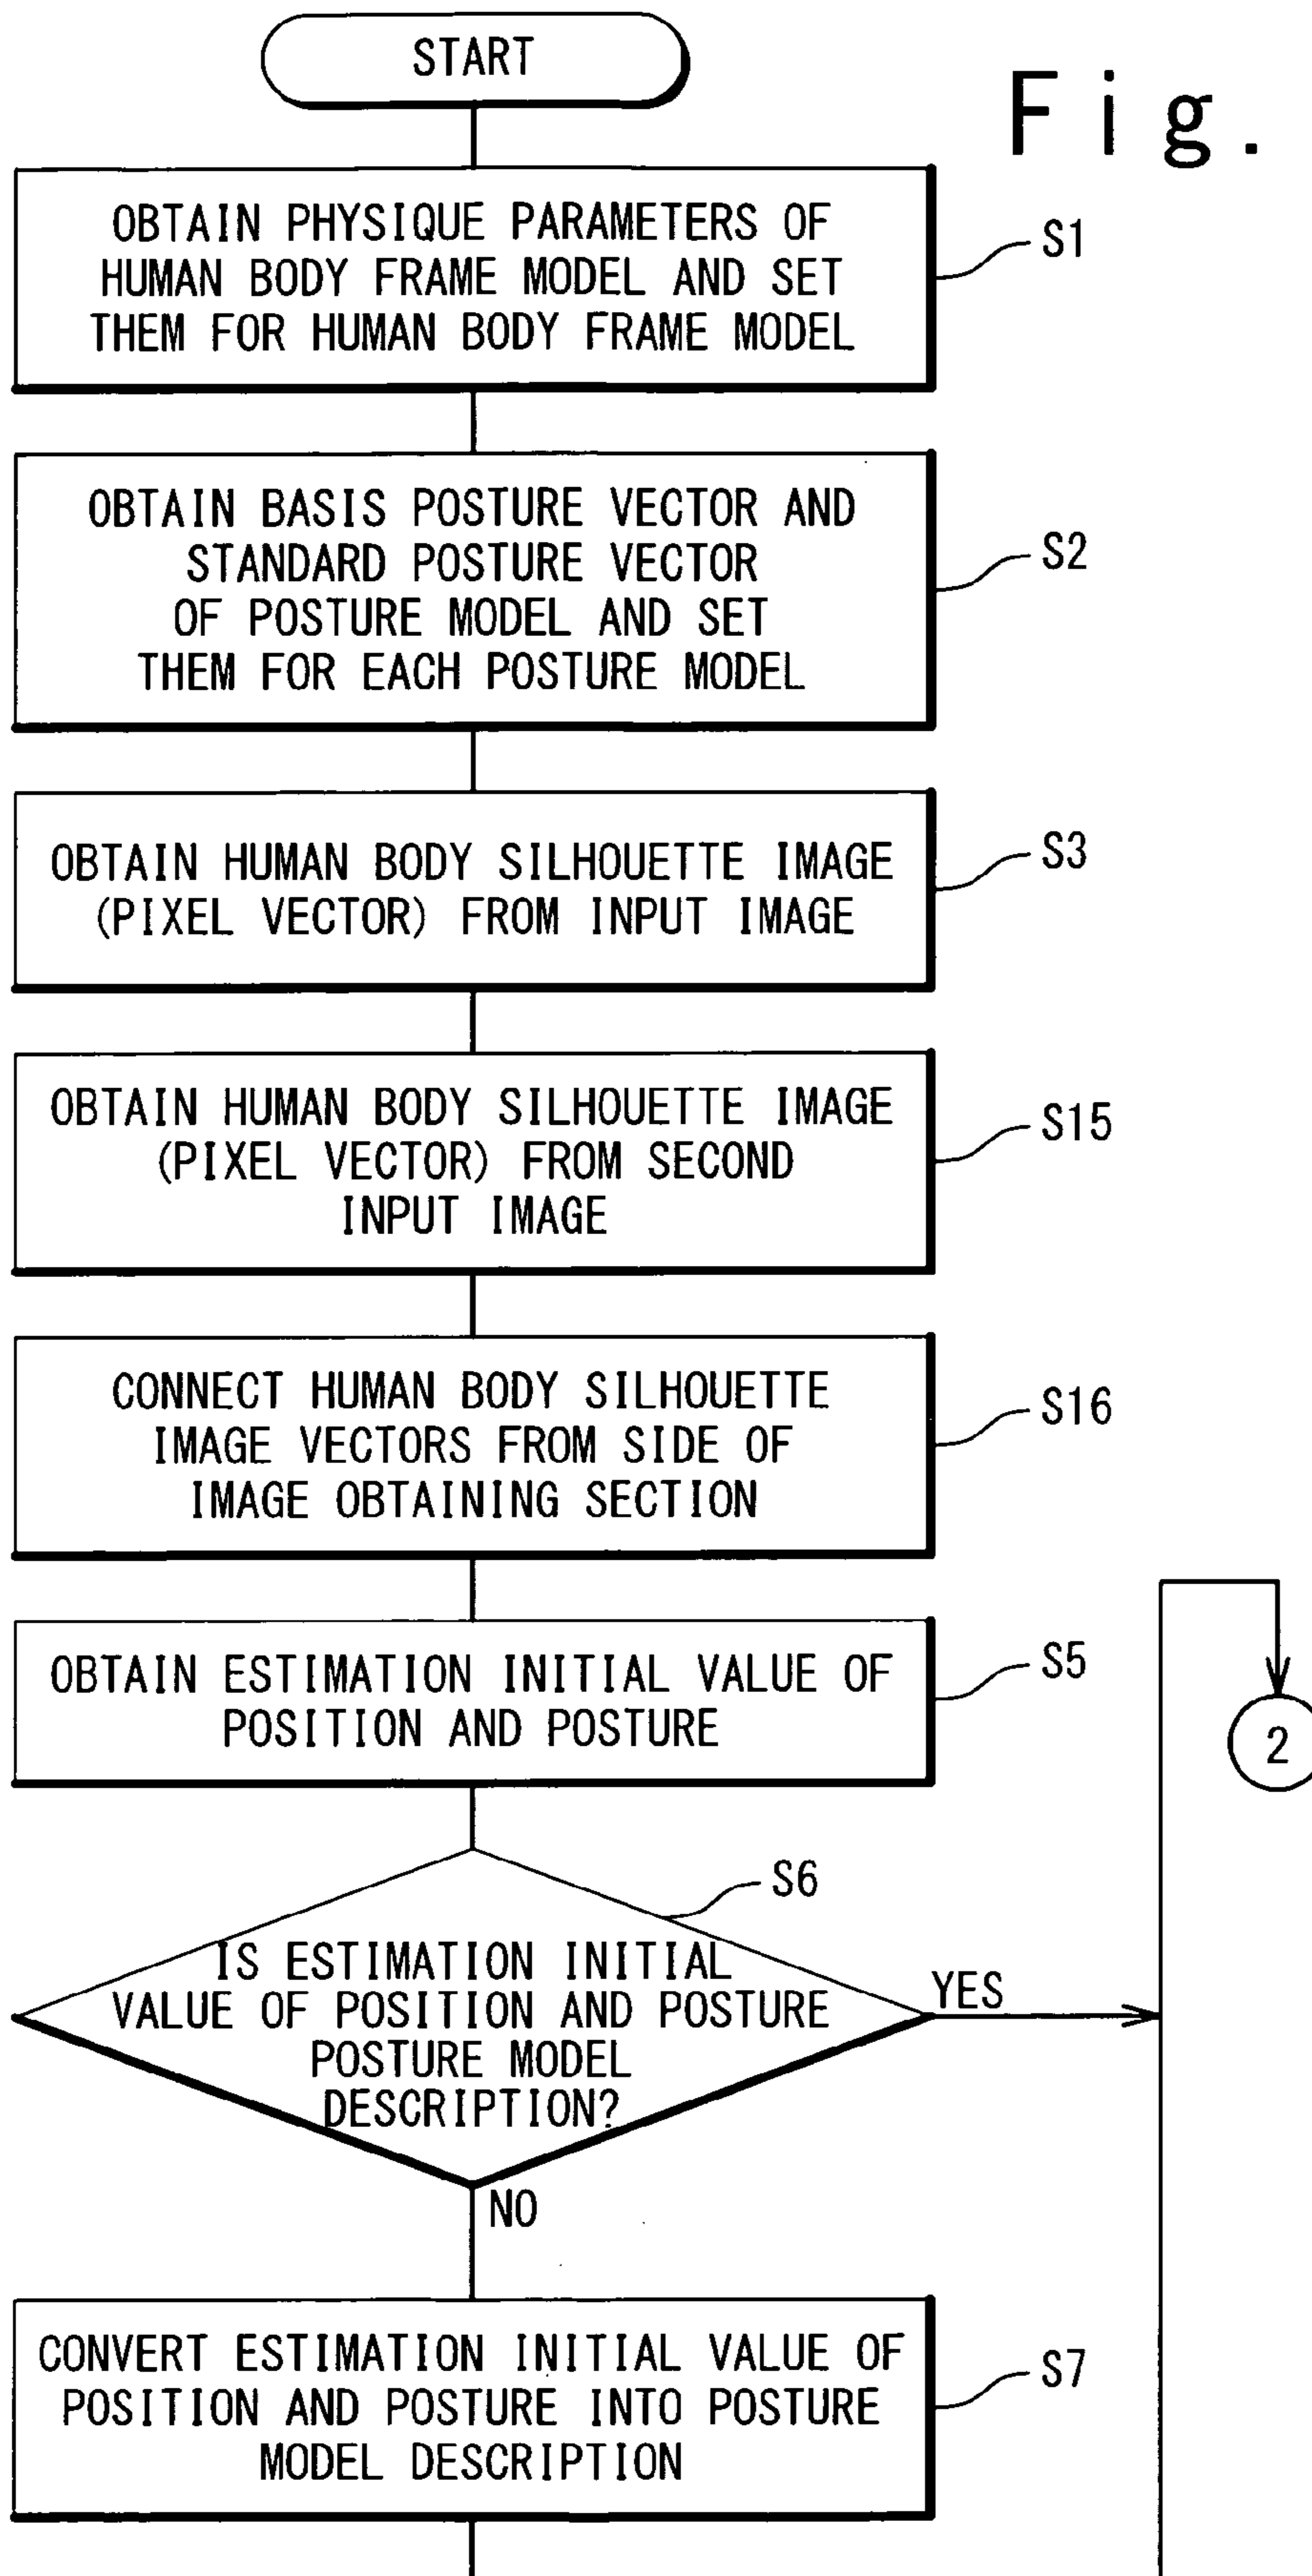 START
Fig.
OBTAIN PHYSIQUE PARAMETERS OF
HUMAN BODY FRAME MODEL AND SET
THEM FOR HUMAN BODY FRAME MODEL
S1
OBTAIN BASIS POSTURE VECTOR AND
STANDARD POSTURE VECTOR
OF POSTURE MODEL AND SET
THEM FOR EACH POSTURE MODEL
S2
OBTAIN HUMAN BODY SILHOUETTE IMAGE
(PIXEL VECTOR) FROM INPUT IMAGE
S3
OBTAIN HUMAN BODY SILHOUETTE IMAGE
(PIXEL VECTOR) FROM SECOND
INPUT IMAGE
S15
CONNECT HUMAN BODY SILHOUETTE
IMAGE VECTORS FROM SIDE OF
IMAGE OBTAINING SECTION
S16
OBTAIN ESTIMATION INITIAL VALUE OF
POSITION AND POSTURE
S5
2
S6
IS ESTIMATION INITIAL
VALUE OF POSITION AND POSTURE
POSTURE MODEL
DESCRIPTION?
YES
NO
CONVERT ESTIMATION INITIAL VALUE OF
POSITION AND POSTURE INTO POSTURE
MODEL DESCRIPTION
S7